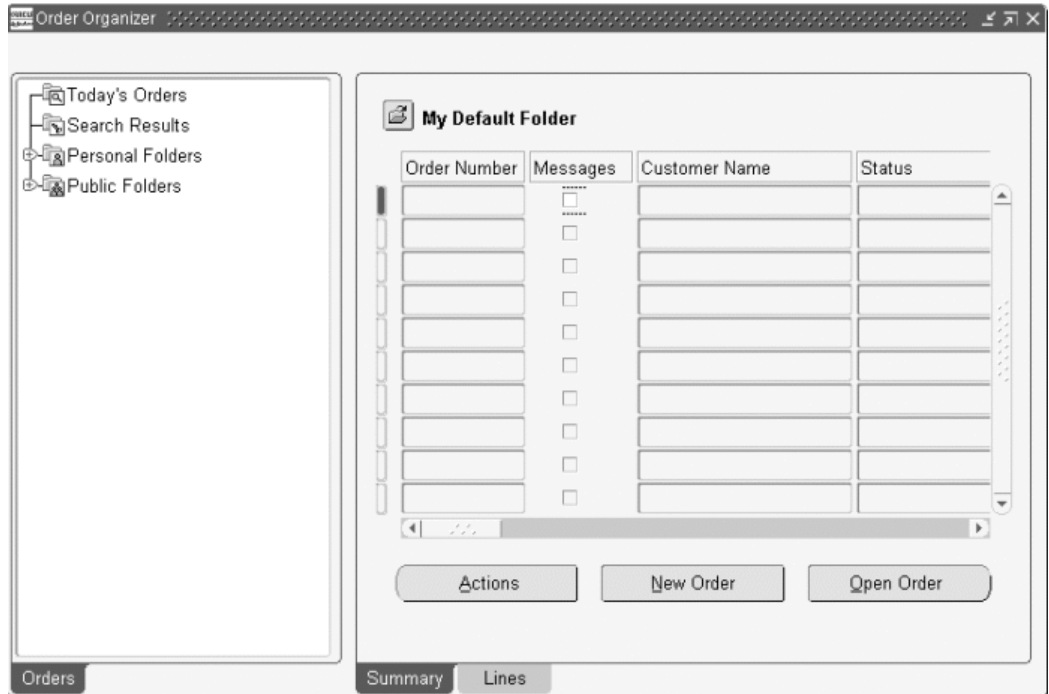 Order Organizer
Today's Orders
Search Results
Personal Folders
Public Folders
Orders
My Default Folder
Order Number Messages Customer Name Status
Actions New Order Open Order
Summary Lines